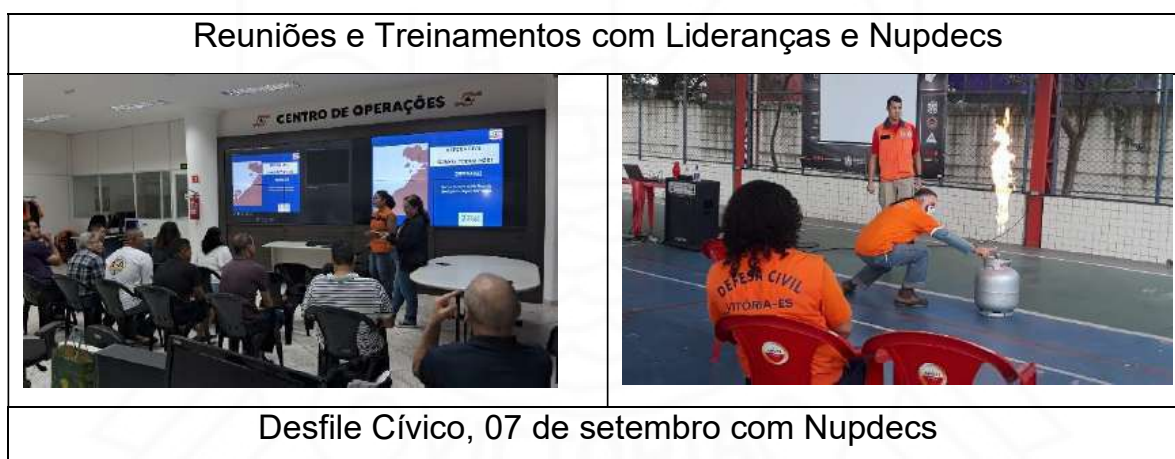 Reuniões e Treinamentos com Lideranças e Nupdecs
CENTRO DE OPERAÇÕES
DEFESA CIVIL
VITÓRIA-ES
Desfile Cívico, 07 de setembro com Nupdecs